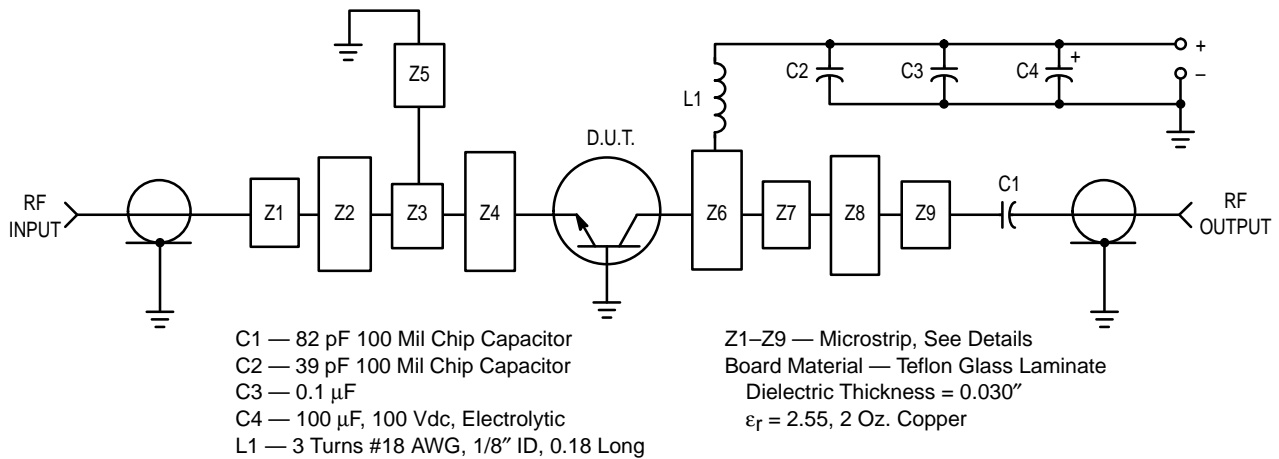 Z5
L1
C2
C3
C4
+
+
–
D.U.T.
RF
INPUT
Z1
Z2
Z3
Z4
Z6
Z7
Z8
Z9
C1
RF
OUTPUT
C1 — 82 pF 100 Mil Chip Capacitor
C2 — 39 pF 100 Mil Chip Capacitor
C3 — 0.1 μF
C4 — 100 μF, 100 Vdc, Electrolytic
L1 — 3 Turns #18 AWG, 1/8″ ID, 0.18 Long
Z1–Z9 — Microstrip, See Details
Board Material — Teflon Glass Laminate
Dielectric Thickness = 0.030″
εr = 2.55, 2 Oz. Copper